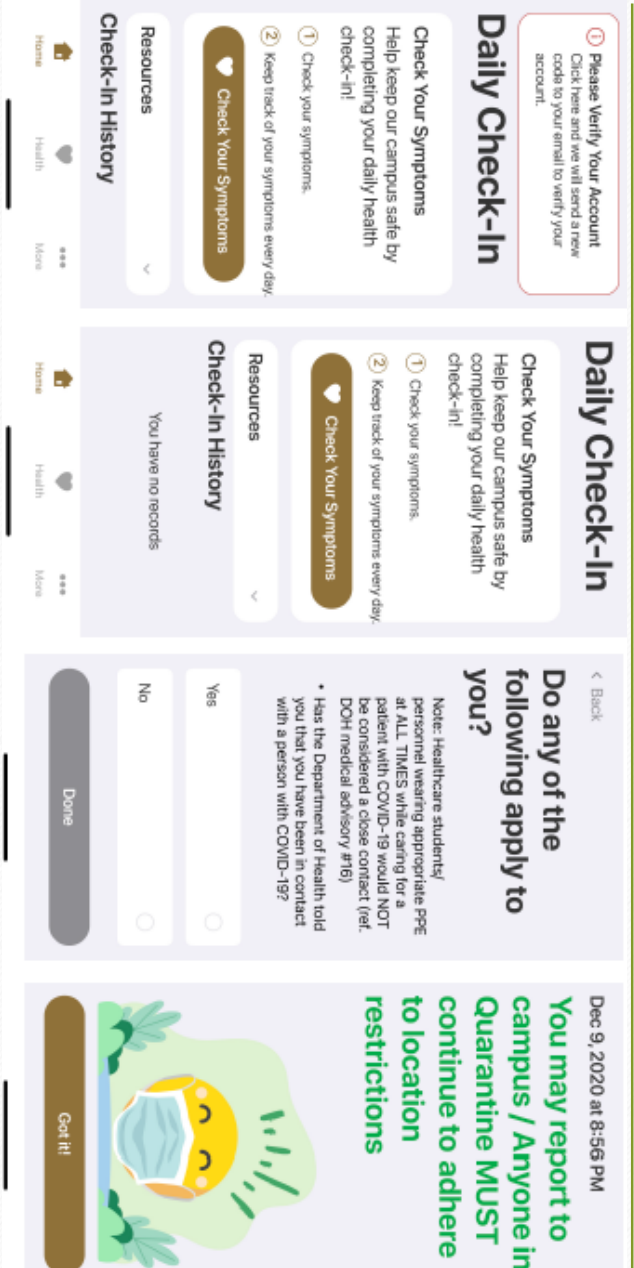 Please Verify Your Account
Click here and we will send a new
code to your email to verify your
account.
Daily Check-In
Check Your Symptoms
Help keep our campus safe by
completing your daily health
check-in!
1 Check your symptoms.
2 Keep track of your symptoms every day.
Check Your Symptoms
Resources
Check-In History
Home
Health
More
Daily Check-In
Check Your Symptoms
Help keep our campus safe by
completing your daily health
check-in!
1 Check your symptoms.
2 Keep track of your symptoms every day.
Check Your Symptoms
Resources
Check-In History
You have no records
Home
Health
More
< Back
Do any of the
following apply to
you?
Note: Healthcare students/
personnel wearing appropriate PPE
at ALL TIMES while caring for a
patient with COVID-19 would NOT
be considered a close contact (ref.
DOH medical advisory #16)
• Has the Department of Health told
you that you have been in contact
with a person with COVID-19?
Yes
No
Done
Dec 9, 2020 at 8:56 PM
You may report to
campus / Anyone in
Quarantine MUST
continue to adhere
to location
restrictions
Got it!